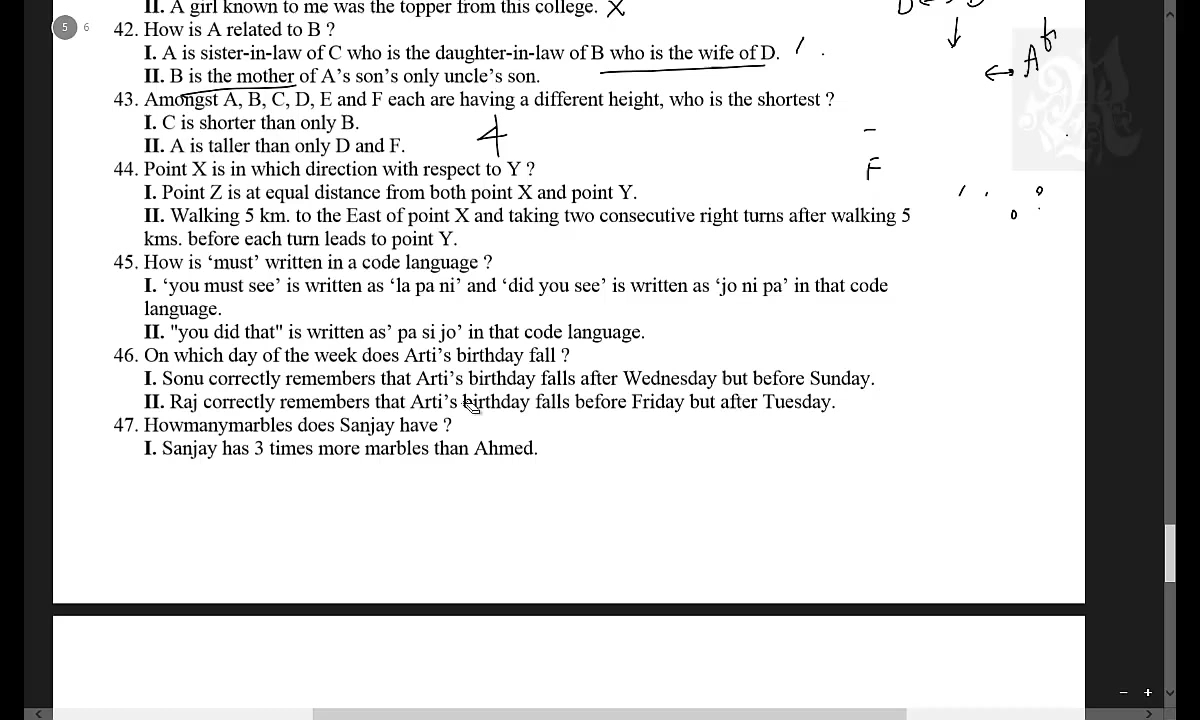 II. A girl known to me was the topper from this college. X
5 6
42. How is A related to B ?
I. A is sister-in-law of C who is the daughter-in-law of B who is the wife of D.
II. B is the mother of A's son's only uncle's son.
A
43. Amongst A, B, C, D, E and F each are having a different height, who is the shortest ?
I. C is shorter than only B.
II. A is taller than only D and F.
4
F
44. Point X is in which direction with respect to Y ?
I. Point Z is at equal distance from both point X and point Y.
II. Walking 5 km. to the East of point X and taking two consecutive right turns after walking 5
kms. before each turn leads to point Y.
45. How is ‘must’ written in a code language ?
I. ‘you must see’ is written as ‘la pa ni’ and ‘did you see’ is written as ‘jo ni pa’ in that code
language.
II. "you did that" is written as’ pa si jo’ in that code language.
46. On which day of the week does Arti’s birthday fall ?
I. Sonu correctly remembers that Arti’s birthday falls after Wednesday but before Sunday.
II. Raj correctly remembers that Arti’s birthday falls before Friday but after Tuesday.
47. Howmanymarbles does Sanjay have ?
I. Sanjay has 3 times more marbles than Ahmed.